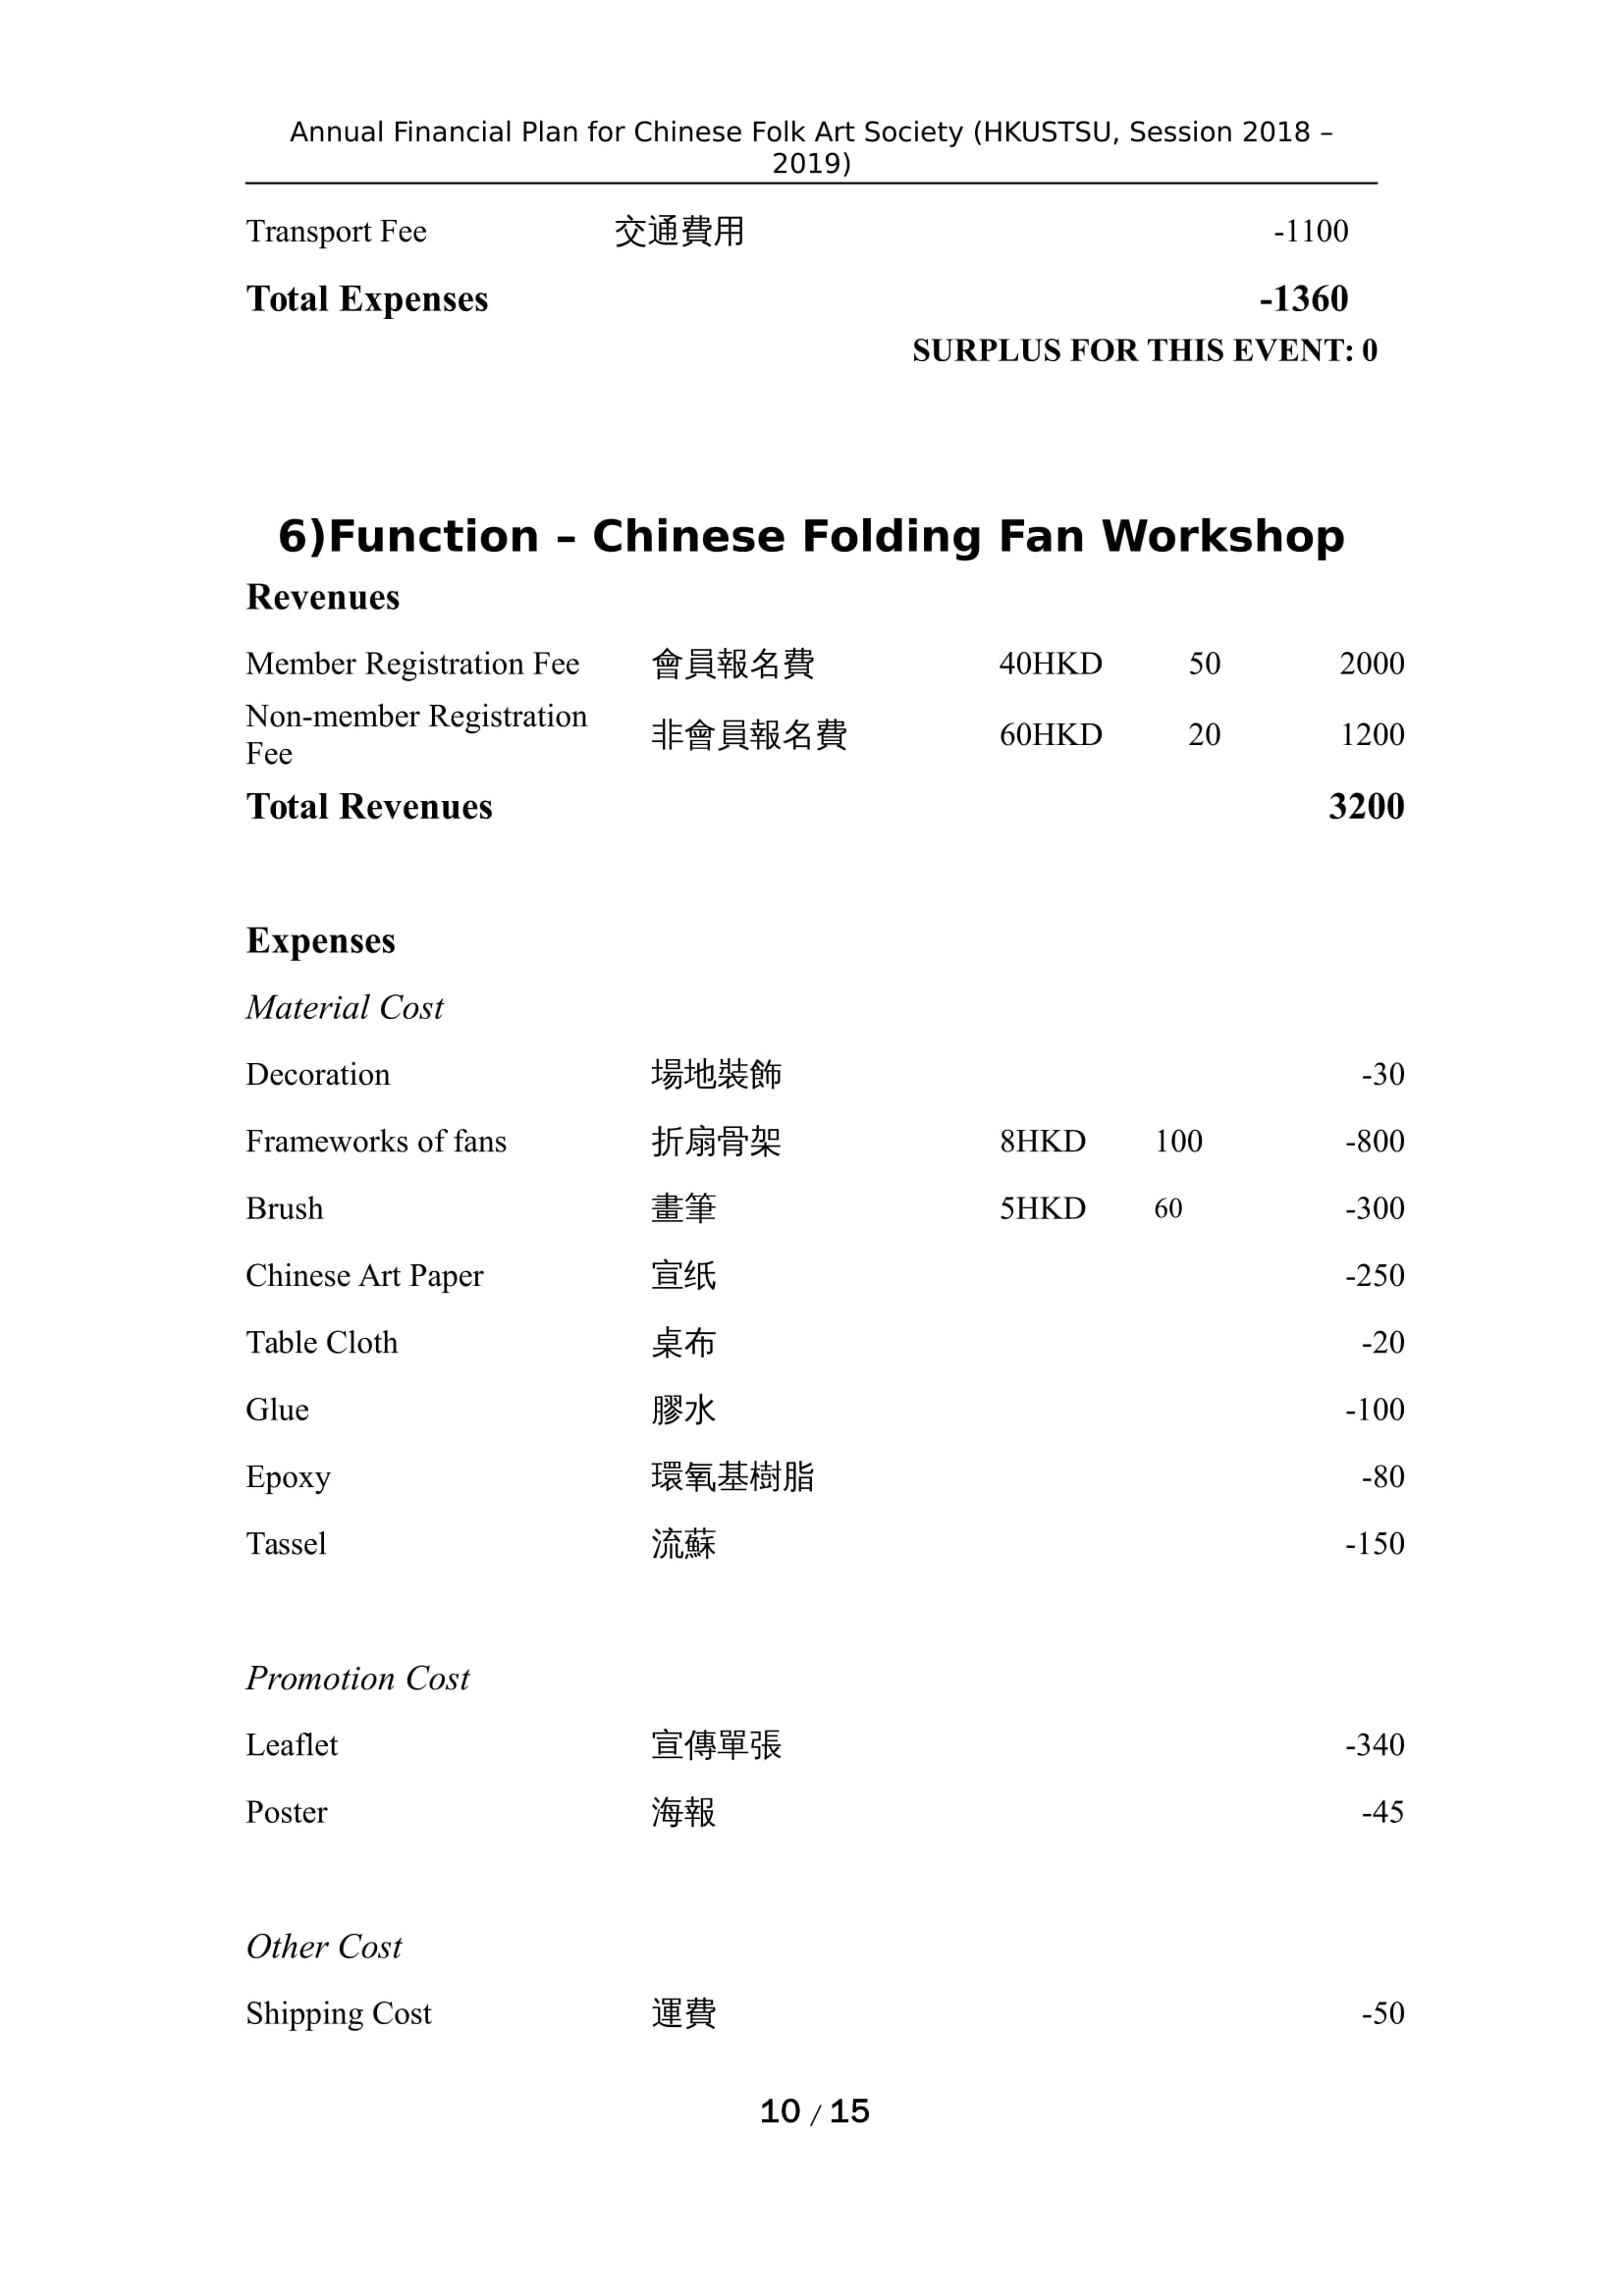 Annual Financial Plan for Chinese Folk Art Society (HKUSTSU, Session 2018 –
2019)
Transport Fee 交通費用 -1100
Total Expenses -1360
SURPLUS FOR THIS EVENT: 0
6)Function – Chinese Folding Fan Workshop
Revenues
Member Registration Fee 會員報名費 40HKD 50 2000
Non-member Registration
Fee 非會員報名費 60HKD 20 1200
Total Revenues 3200
Expenses
Material Cost
Decoration 場地裝飾 -30
Frameworks of fans 折扇骨架 8HKD 100 -800
Brush 畫筆 5HKD 60 -300
Chinese Art Paper 宣纸 -250
Table Cloth 桌布 -20
Glue 膠水 -100
Epoxy 環氧基樹脂 -80
Tassel 流蘇 -150
Promotion Cost
Leaflet 宣傳單張 -340
Poster 海報 -45
Other Cost
Shipping Cost 運費 -50
10 / 15